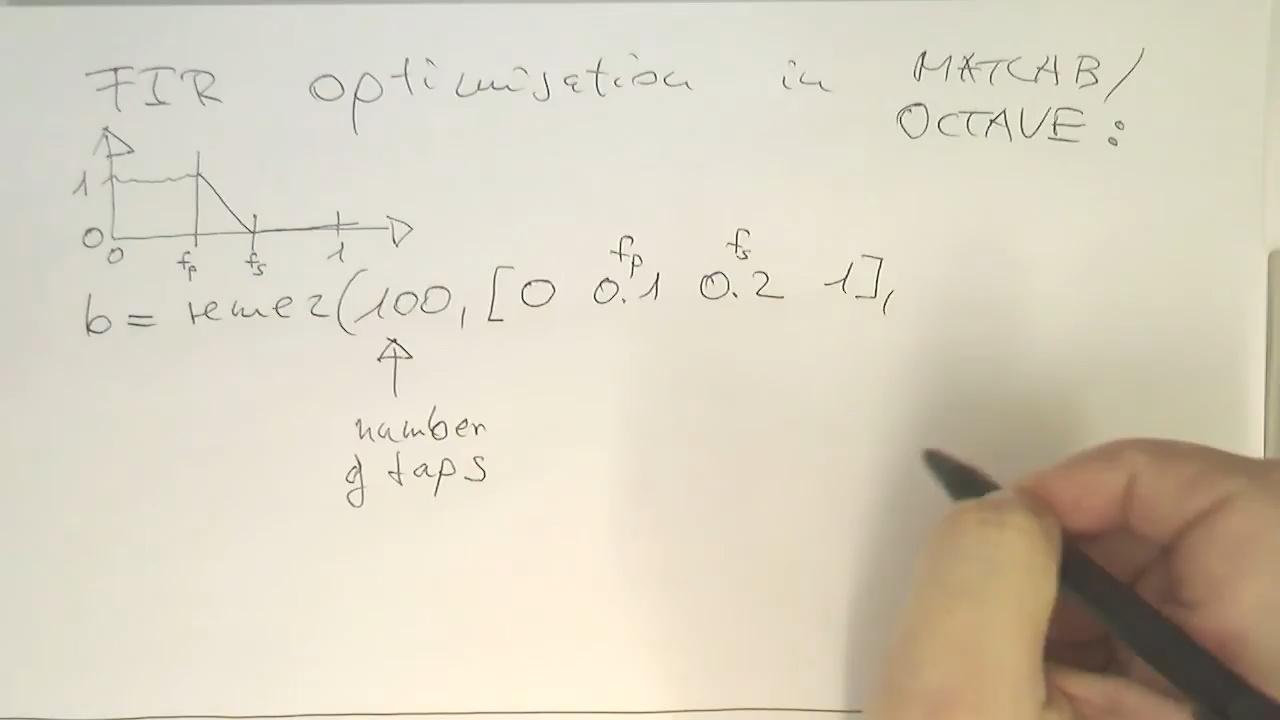 FIR optimisation in MATLAB/
OCTAVE:
1
0
0 fp fs 1
fp fs
b = remez(100, [0 0.1 0.2 1],
number
of taps